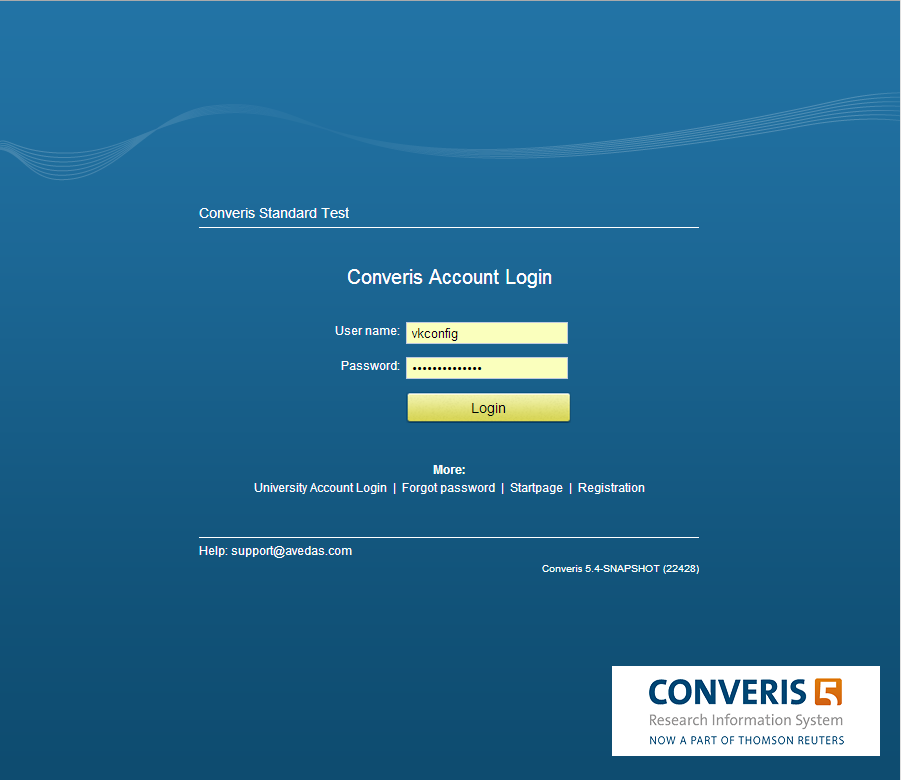 Converis Standard Test
Converis Account Login
User name: vkconfig
Password: ••••••••••••••
Login
More:
University Account Login | Forgot password | Startpage | Registration
Help: support@avedas.com
Converis 5.4-SNAPSHOT (22428)
CONVERIS 5
Research Information System
NOW A PART OF THOMSON REUTERS